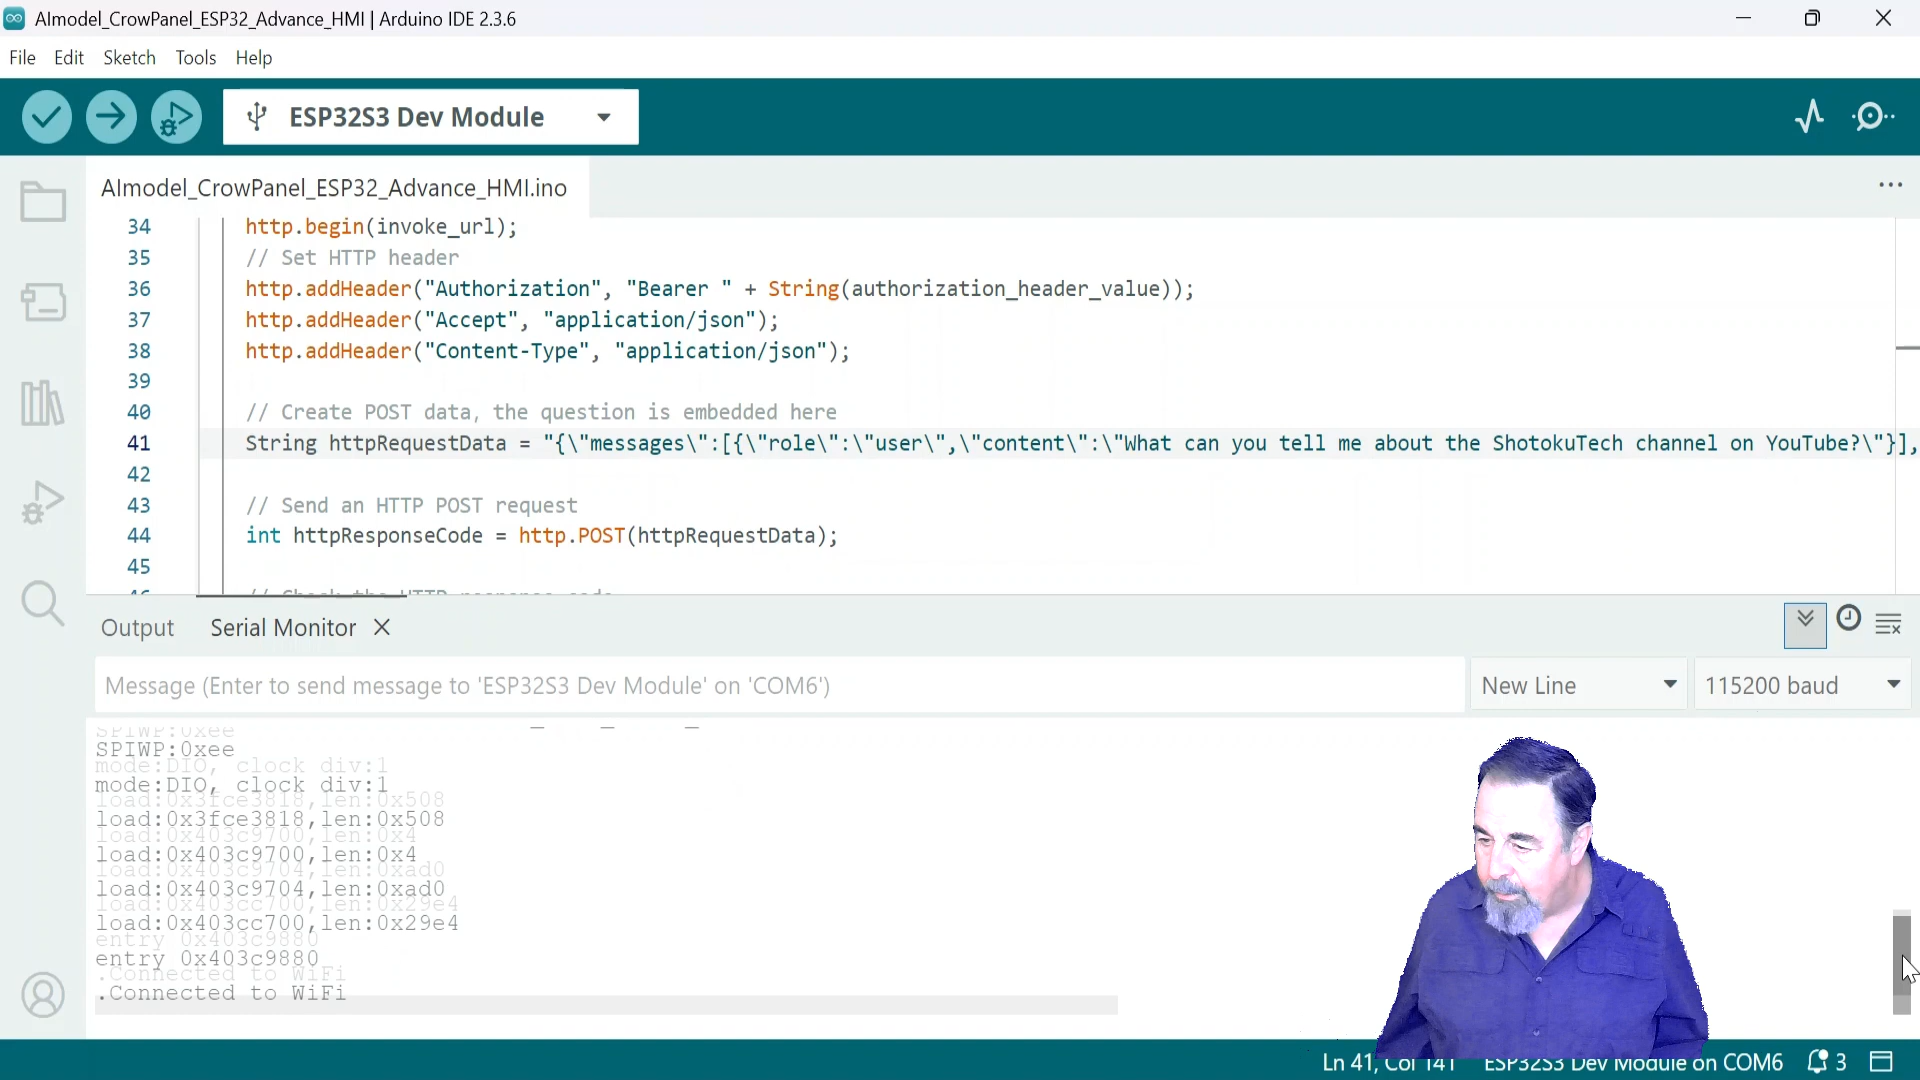 AImodel_CrowPanel_ESP32_Advance_HMI | Arduino IDE 2.3.6
File Edit Sketch Tools Help
ESP32S3 Dev Module
AImodel_CrowPanel_ESP32_Advance_HMI.ino
34 http.begin(invoke_url);
35 // Set HTTP header
36 http.addHeader("Authorization", "Bearer " + String(authorization_header_value));
37 http.addHeader("Accept", "application/json");
38 http.addHeader("Content-Type", "application/json");
39
40 // Create POST data, the question is embedded here
41 String httpRequestData = "{\"messages\":[{\"role\":\"user\",\"content\":\"What can you tell me about the ShotokuTech channel on YouTube?\"}],
42
43 // Send an HTTP POST request
44 int httpResponseCode = http.POST(httpRequestData);
45
46 // Check the HTTP response code
Output Serial Monitor
Message (Enter to send message to 'ESP32S3 Dev Module' on 'COM6')
New Line
115200 baud
SPIWP:0xee
mode:DIO, clock div:1
load:0x3fce3818,len:0x508
load:0x403c9700,len:0x4
load:0x403c9704,len:0xad0
load:0x403cc700,len:0x29e4
entry 0x403c9880
.Connected to WiFi
Ln 41, Col 141 ESP32S3 Dev Module on COM6 3